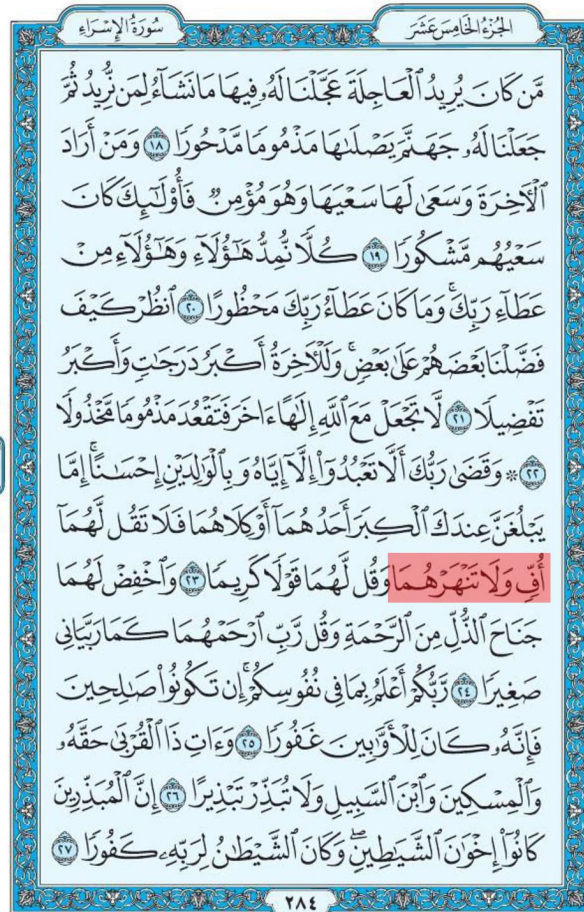 سُورَةُ الإِسْرَاءِ
الجُزْءُ الخَامِسَ عَشَرَ
مَّن كَانَ يُرِيدُ ٱلْعَاجِلَةَ عَجَّلْنَا لَهُۥ فِيهَا مَا نَشَآءُ لِمَن نُّرِيدُ ثُمَّ
جَعَلْنَا لَهُۥ جَهَنَّمَ يَصْلَىٰهَا مَذْمُومًا مَّدْحُورًا ١٨ وَمَنْ أَرَادَ
ٱلْأَخِرَةَ وَسَعَىٰ لَهَا سَعْيَهَا وَهُوَ مُؤْمِنٌ فَأُو۟لَٰٓئِكَ كَانَ
سَعْيُهُم مَّشْكُورًا ١٩ كُلًّا نُّمِدُّ هَٰٓؤُلَآءِ وَهَٰٓؤُلَآءِ مِنْ
عَطَآءِ رَبِّكَ ۚ وَمَا كَانَ عَطَآءُ رَبِّكَ مَحْظُورًا ٢٠ ٱنظُرْ كَيْفَ
فَضَّلْنَا بَعْضَهُمْ عَلَىٰ بَعْضٍ ۚ وَلَلْأَخِرَةُ أَكْبَرُ دَرَجَٰتٍ وَأَكْبَرُ
تَفْضِيلًا ٢١ لَّا تَجْعَلْ مَعَ ٱللَّهِ إِلَٰهًا ءَاخَرَ فَتَقْعُدَ مَذْمُومًا مَّخْذُولًا
٢٢ ۞ وَقَضَىٰ رَبُّكَ أَلَّا تَعْبُدُوٓا۟ إِلَّآ إِيَّاهُ وَبِٱلْوَٰلِدَيْنِ إِحْسَٰنًا ۚ إِمَّا
يَبْلُغَنَّ عِندَكَ ٱلْكِبَرَ أَحَدُهُمَآ أَوْ كِلَاهُمَا فَلَا تَقُل لَّهُمَآ
أُفٍّ وَلَا تَنْهَرْهُمَا وَقُل لَّهُمَا قَوْلًا كَرِيمًا ٢٣ وَٱخْفِضْ لَهُمَا
جَنَاحَ ٱلذُّلِّ مِنَ ٱلرَّحْمَةِ وَقُل رَّبِّ ٱرْحَمْهُمَا كَمَا رَبَّيَانِى
صَغِيرًا ٢٤ رَّبُّكُمْ أَعْلَمُ بِمَا فِى نُفُوسِكُمْ ۚ إِن تَكُونُوا۟ صَٰلِحِينَ
فَإِنَّهُۥ كَانَ لِلْأَوَّٰبِينَ غَفُورًا ٢٥ وَءَاتِ ذَا ٱلْقُرْبَىٰ حَقَّهُۥ
وَٱلْمِسْكِينَ وَٱبْنَ ٱلسَّبِيلِ وَلَا تُبَذِّرْ تَبْذِيرًا ٢٦ إِنَّ ٱلْمُبَذِّرِينَ
كَانُوٓا۟ إِخْوَٰنَ ٱلشَّيَٰطِينِ ۖ وَكَانَ ٱلشَّيْطَٰنُ لِرَبِّهِۦ كَفُورًا ٢٧
٢٨٤